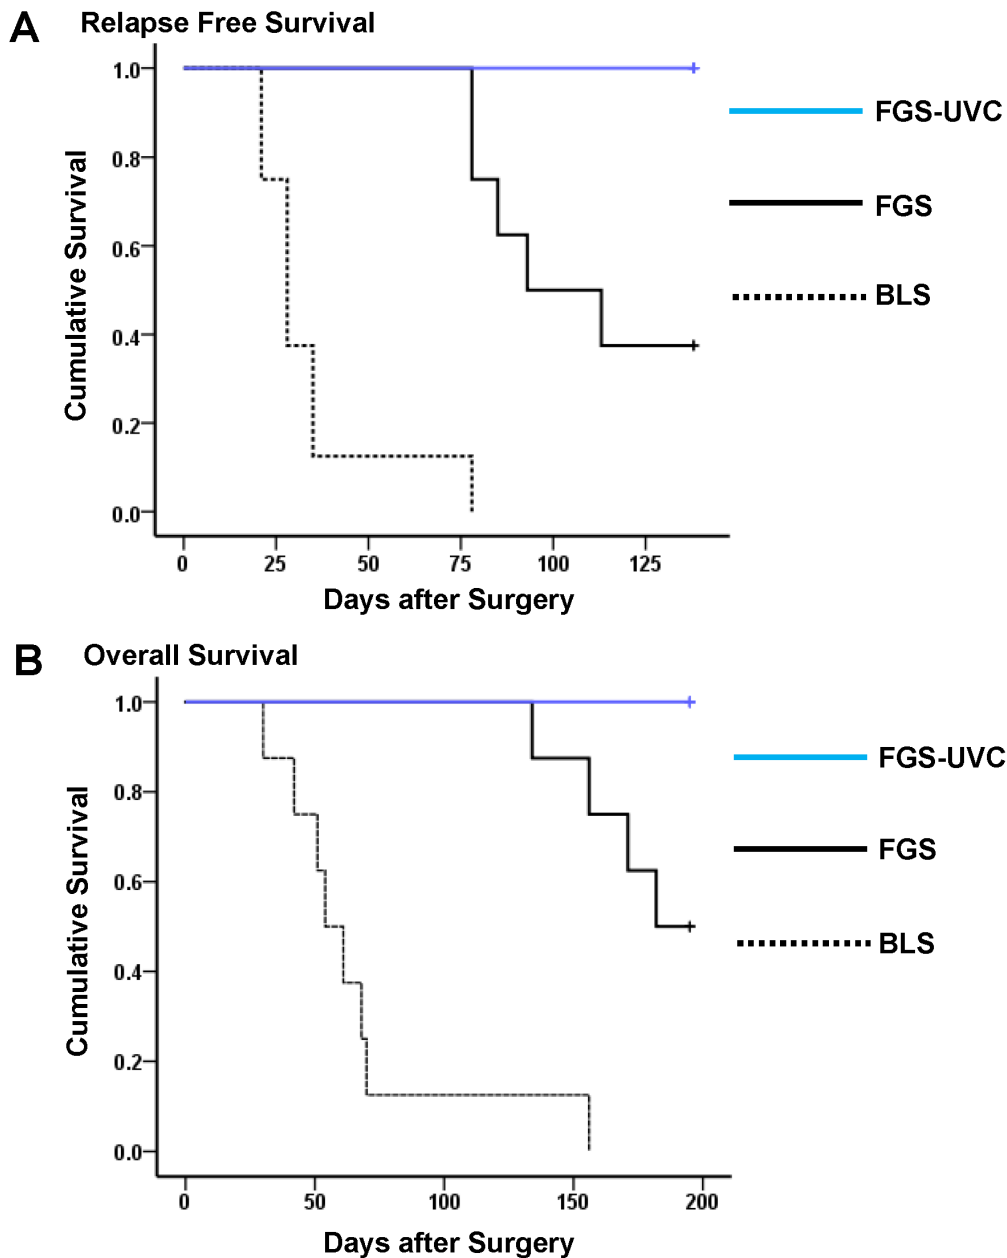 A Relapse Free Survival
Cumulative Survival
1.0
0.8
0.6
0.4
0.2
0.0
0 25 50 75 100 125
Days after Surgery
FGS-UVC
FGS
BLS
B Overall Survival
Cumulative Survival
1.0
0.8
0.6
0.4
0.2
0.0
0 50 100 150 200
Days after Surgery
FGS-UVC
FGS
BLS